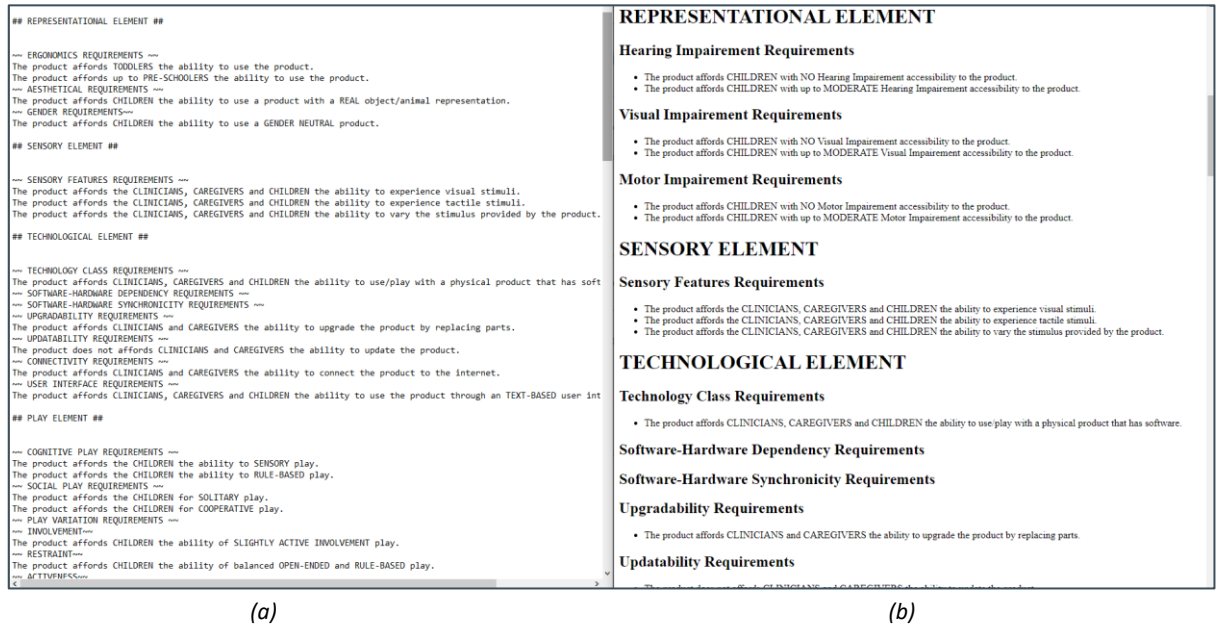 ## REPRESENTATIONAL ELEMENT ##
~~ ERGONOMICS REQUIREMENTS ~~
The product affords TODDLERS the ability to use the product.
The product affords up to PRE-SCHOOLERS the ability to use the product.
~~ AESTHETICAL REQUIREMENTS ~~
The product affords CHILDREN the ability to use a product with a REAL object/animal representation.
~~ GENDER REQUIREMENTS~~
The product affords CHILDREN the ability to use a GENDER NEUTRAL product.
## SENSORY ELEMENT ##
~~ SENSORY FEATURES REQUIREMENTS ~~
The product affords the CLINICIANS, CAREGIVERS and CHILDREN the ability to experience visual stimuli.
The product affords the CLINICIANS, CAREGIVERS and CHILDREN the ability to experience tactile stimuli.
The product affords the CLINICIANS, CAREGIVERS and CHILDREN the ability to vary the stimulus provided by the product.
## TECHNOLOGICAL ELEMENT ##
~~ TECHNOLOGY CLASS REQUIREMENTS ~~
The product affords CLINICIANS, CAREGIVERS and CHILDREN the ability to use/play with a physical product that has soft
~~ SOFTWARE-HARDWARE DEPENDENCY REQUIREMENTS ~~
~~ SOFTWARE-HARDWARE SYNCHRONICITY REQUIREMENTS ~~
~~ UPGRADABILITY REQUIREMENTS ~~
The product affords CLINICIANS and CAREGIVERS the ability to upgrade the product by replacing parts.
~~ UPDATABILITY REQUIREMENTS ~~
The product does not affords CLINICIANS and CAREGIVERS the ability to update the product.
~~ CONNECTIVITY REQUIREMENTS ~~
The product affords CLINICIANS and CAREGIVERS the ability to connect the product to the internet.
~~ USER INTERFACE REQUIREMENTS ~~
The product affords CLINICIANS, CAREGIVERS and CHILDREN the ability to use the product through an TEXT-BASED user int
## PLAY ELEMENT ##
~~ COGNITIVE PLAY REQUIREMENTS ~~
The product affords the CHILDREN the ability to SENSORY play.
The product affords the CHILDREN the ability to RULE-BASED play.
~~ SOCIAL PLAY REQUIREMENTS ~~
The product affords the CHILDREN for SOLITARY play.
The product affords the CHILDREN for COOPERATIVE play.
~~ PLAY VARIATION REQUIREMENTS ~~
~~ INVOLVEMENT~~
The product affords CHILDREN the ability of SLIGHTLY ACTIVE INVOLVEMENT play.
~~ RESTRAINT~~
The product affords CHILDREN the ability of balanced OPEN-ENDED and RULE-BASED play.
~~ ACTIVENESS~~
(a)
REPRESENTATIONAL ELEMENT
Hearing Impairement Requirements
• The product affords CHILDREN with NO Hearing Impairement accessibility to the product.
• The product affords CHILDREN with up to MODERATE Hearing Impairement accessibility to the product.
Visual Impairement Requirements
• The product affords CHILDREN with NO Visual Impairement accessibility to the product.
• The product affords CHILDREN with up to MODERATE Visual Impairement accessibility to the product.
Motor Impairement Requirements
• The product affords CHILDREN with NO Motor Impairement accessibility to the product.
• The product affords CHILDREN with up to MODERATE Motor Impairement accessibility to the product.
SENSORY ELEMENT
Sensory Features Requirements
• The product affords the CLINICIANS, CAREGIVERS and CHILDREN the ability to experience visual stimuli.
• The product affords the CLINICIANS, CAREGIVERS and CHILDREN the ability to experience tactile stimuli.
• The product affords the CLINICIANS, CAREGIVERS and CHILDREN the ability to vary the stimulus provided by the product.
TECHNOLOGICAL ELEMENT
Technology Class Requirements
• The product affords CLINICIANS, CAREGIVERS and CHILDREN the ability to use/play with a physical product that has software.
Software-Hardware Dependency Requirements
Software-Hardware Synchronicity Requirements
Upgradability Requirements
• The product affords CLINICIANS and CAREGIVERS the ability to upgrade the product by replacing parts.
Updatability Requirements
(b)